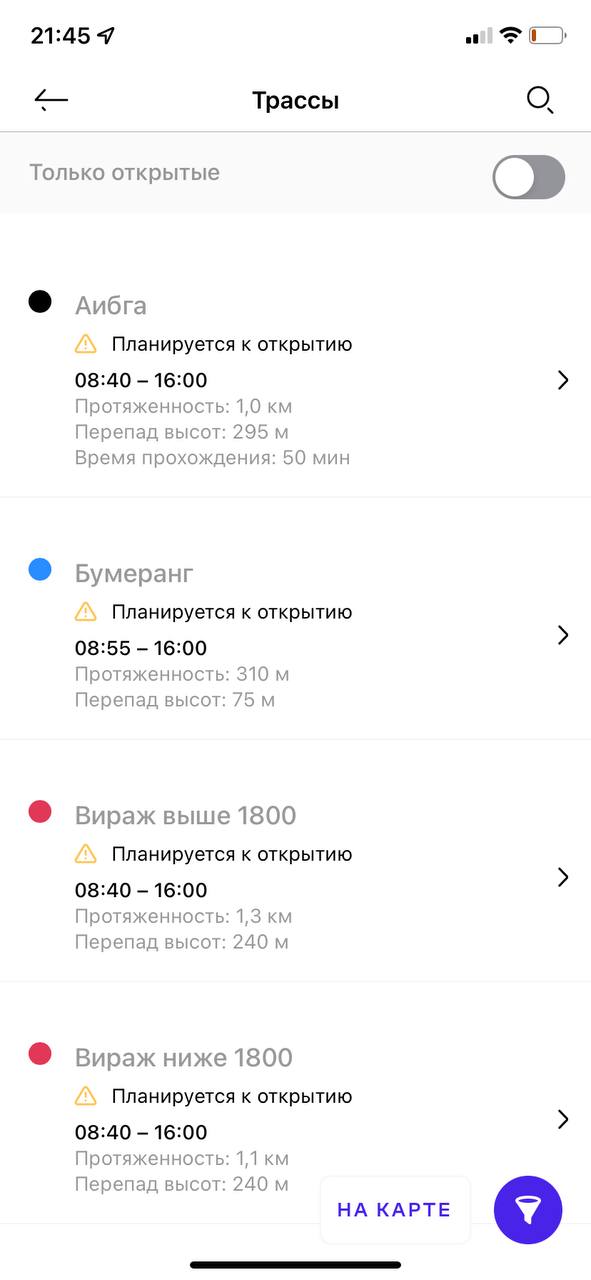 21:45
Трассы
Только открытые
Аибга
Планируется к открытию
08:40 – 16:00
Протяженность: 1,0 км
Перепад высот: 295 м
Время прохождения: 50 мин
Бумеранг
Планируется к открытию
08:55 – 16:00
Протяженность: 310 м
Перепад высот: 75 м
Вираж выше 1800
Планируется к открытию
08:40 – 16:00
Протяженность: 1,3 км
Перепад высот: 240 м
Вираж ниже 1800
Планируется к открытию
08:40 – 16:00
Протяженность: 1,1 км
Перепад высот: 240 м
НА КАРТЕ